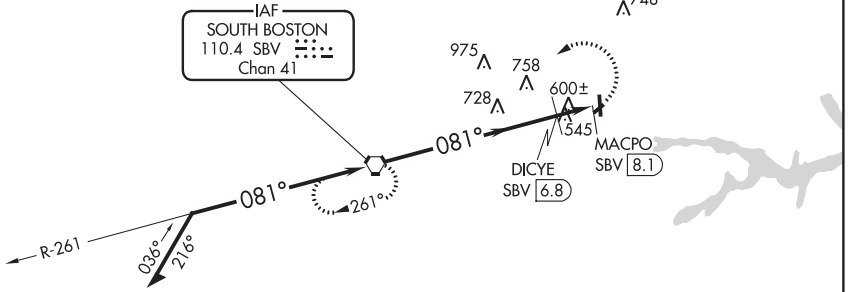 746
IAF
SOUTH BOSTON
110.4 SBV
Chan 41
975
758
728
600±
545
081°
MACPO
SBV 8.1
DICYE
SBV 6.8
081°
261°
R-261
036°
216°